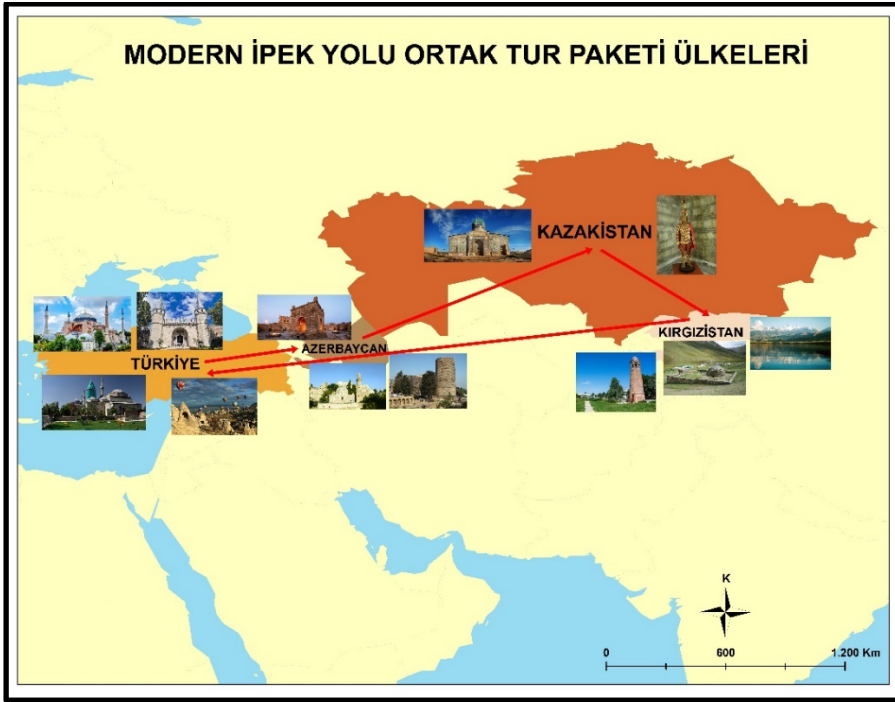 MODERN İPEK YOLU ORTAK TUR PAKETİ ÜLKELERİ
KAZAKİSTAN
KIRGIZİSTAN
AZERBAYCAN
TÜRKİYE
K
0 600 1.200 Km